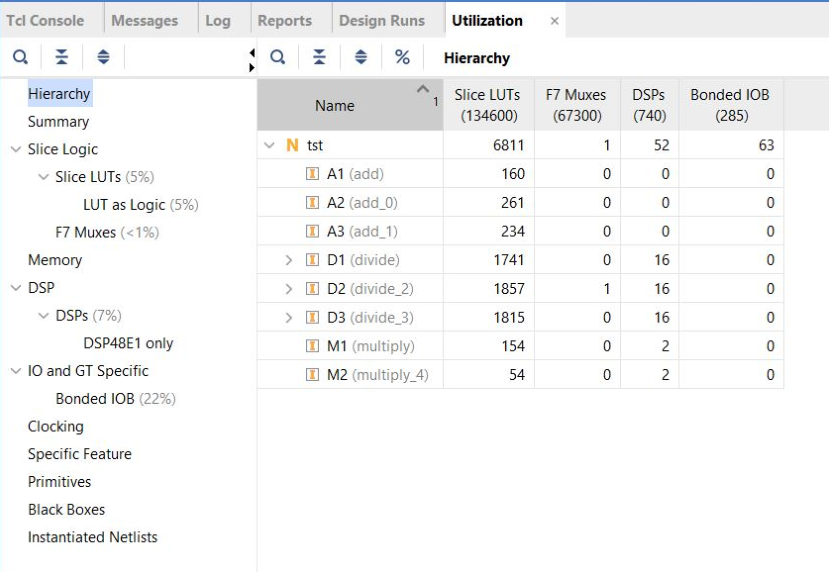 Tcl Console Messages Log Reports Design Runs Utilization ×
Hierarchy
Hierarchy
Summary
Slice Logic
Slice LUTs (5%)
LUT as Logic (5%)
F7 Muxes (<1%)
Memory
DSP
DSPs (7%)
DSP48E1 only
IO and GT Specific
Bonded IOB (22%)
Clocking
Specific Feature
Primitives
Black Boxes
Instantiated Netlists
Name 1 Slice LUTs (134600) F7 Muxes (67300) DSPs (740) Bonded IOB (285)
N tst 6811 1 52 63
I A1 (add) 160 0 0 0
I A2 (add_0) 261 0 0 0
I A3 (add_1) 234 0 0 0
I D1 (divide) 1741 0 16 0
I D2 (divide_2) 1857 1 16 0
I D3 (divide_3) 1815 0 16 0
I M1 (multiply) 154 0 2 0
I M2 (multiply_4) 54 0 2 0